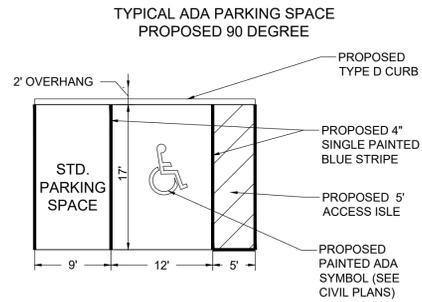 TYPICAL ADA PARKING SPACE
PROPOSED 90 DEGREE
PROPOSED
TYPE D CURB
2' OVERHANG
PROPOSED 4"
SINGLE PAINTED
BLUE STRIPE
STD.
PARKING
SPACE
17'
PROPOSED 5'
ACCESS ISLE
PROPOSED
PAINTED ADA
SYMBOL (SEE
CIVIL PLANS)
9'
12'
5'